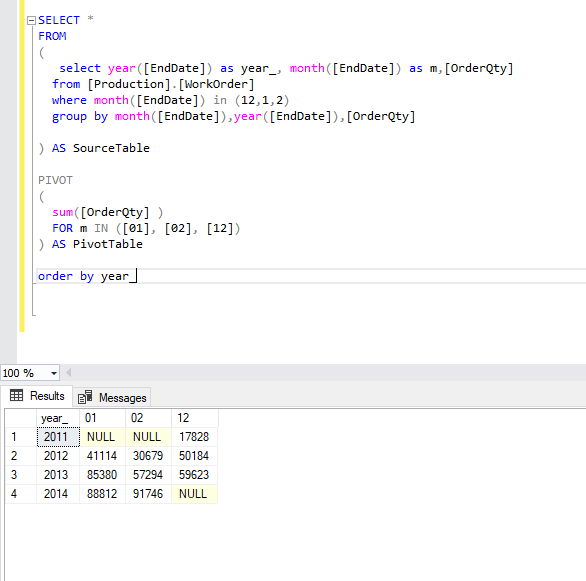 SELECT *
FROM
(
select year([EndDate]) as year_, month([EndDate]) as m,[OrderQty]
from [Production].[WorkOrder]
where month([EndDate]) in (12,1,2)
group by month([EndDate]),year([EndDate]),[OrderQty]
) AS SourceTable
PIVOT
(
sum([OrderQty] )
FOR m IN ([01], [02], [12])
) AS PivotTable
order by year_
100 %
Results Messages
year_ 01 02 12
1 2011 NULL NULL 17828
2 2012 41114 30679 50184
3 2013 85380 57294 59623
4 2014 88812 91746 NULL